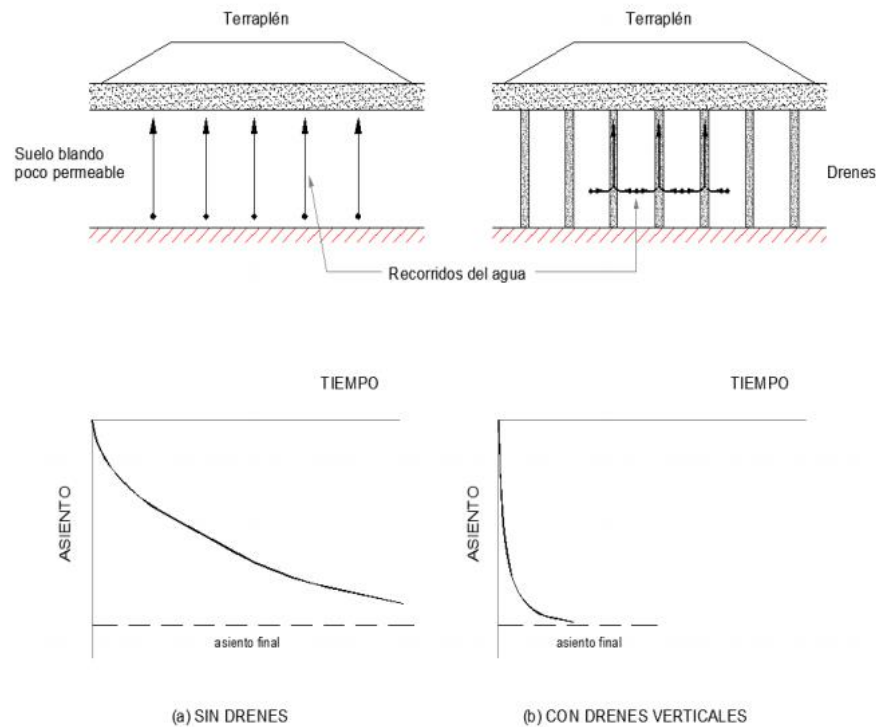 Terraplén
Terraplén
Suelo blando
poco permeable
Drenes
Recorridos del agua
TIEMPO
TIEMPO
ASIENTO
ASIENTO
asiento final
asiento final
(a) SIN DRENES
(b) CON DRENES VERTICALES